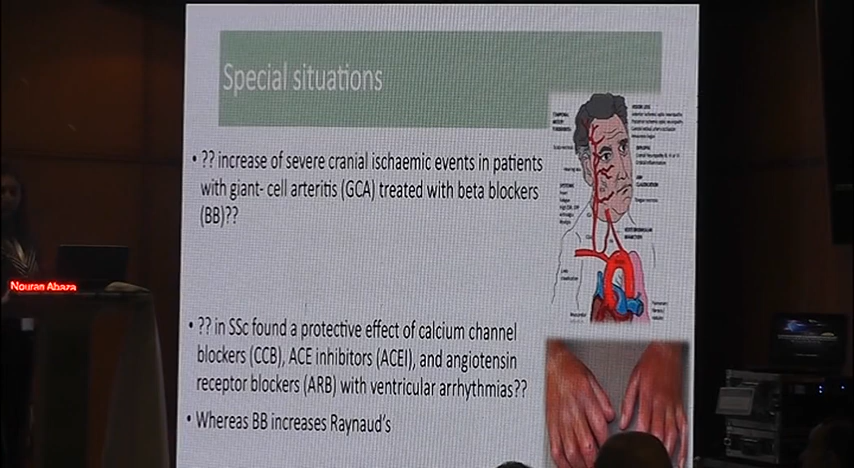 Special situations
• ?? increase of severe cranial ischaemic events in patients
with giant- cell arteritis (GCA) treated with beta blockers
(BB)??
Nouran Abaza
• ?? in SSc found a protective effect of calcium channel
blockers (CCB), ACE inhibitors (ACEI), and angiotensin
receptor blockers (ARB) with ventricular arrhythmias??
• Whereas BB increases Raynaud's